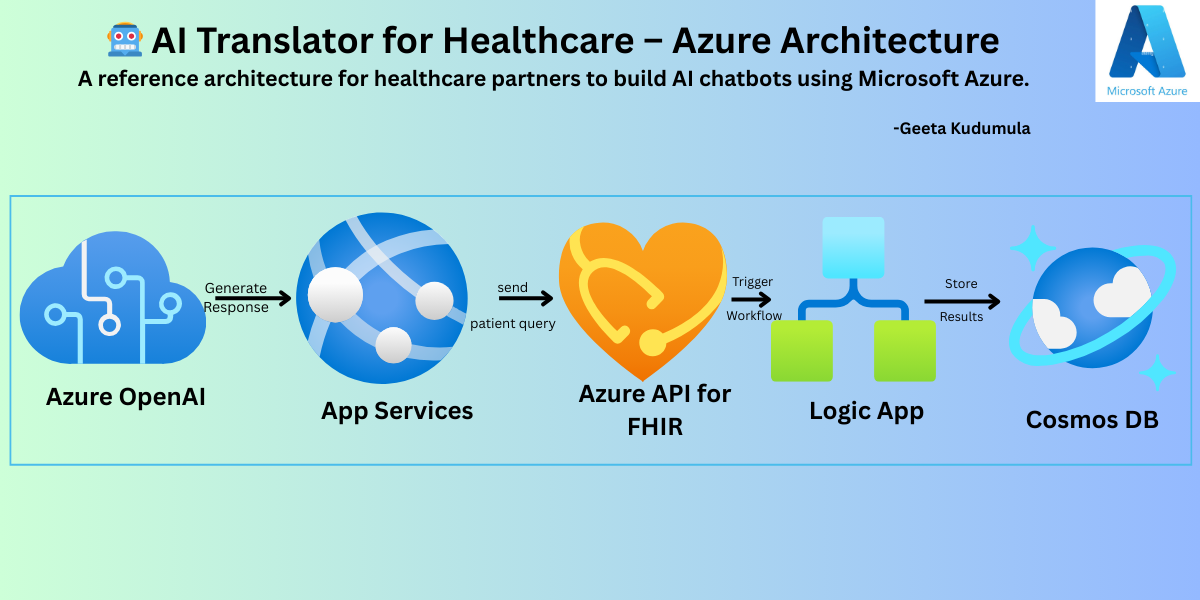 AI Translator for Healthcare – Azure Architecture
A reference architecture for healthcare partners to build AI chatbots using Microsoft Azure.
Microsoft Azure
-Geeta Kudumula
Generate
Response
send
patient query
Trigger
Workflow
Store
Results
Azure OpenAI
App Services
Azure API for
FHIR
Logic App
Cosmos DB